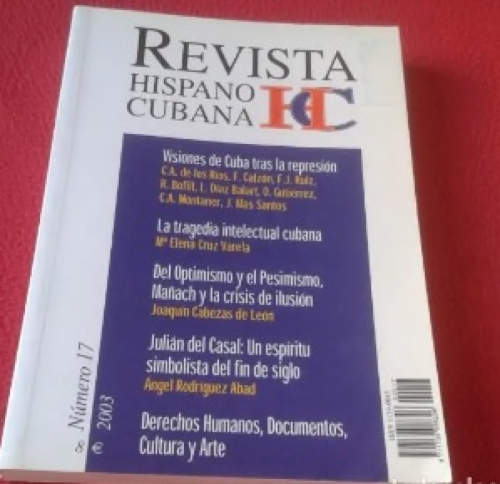 REVISTA
HISPANO
CUBANA HC
Visiones de Cuba tras la represión
C.A. de los Ríos, F. Calzón, F.J. Ruiz,
R. Bofill, L. Díaz Balart, O. Gutiérrez,
C.A. Montaner, J. Mas Santos
La tragedia intelectual cubana
Mª Elena Cruz Varela
Del Optimismo y el Pesimismo,
Mañach y la crisis de ilusión
Joaquín Cabezas de León
Julián del Casal: Un espíritu
simbolista del fin de siglo
Ángel Rodríguez Abad
Derechos Humanos, Documentos,
Cultura y Arte
Número 17
2003
8 €